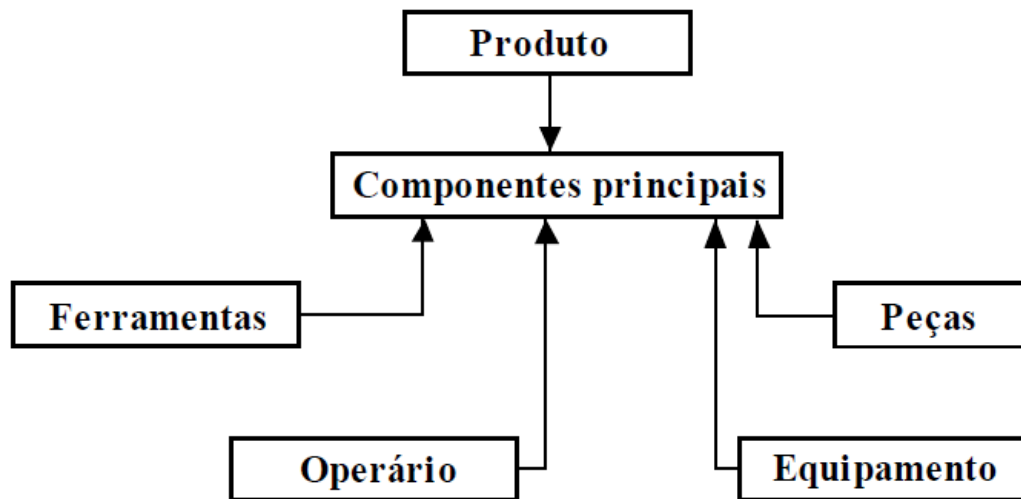 Produto
Componentes principais
Ferramentas
Peças
Operário
Equipamento